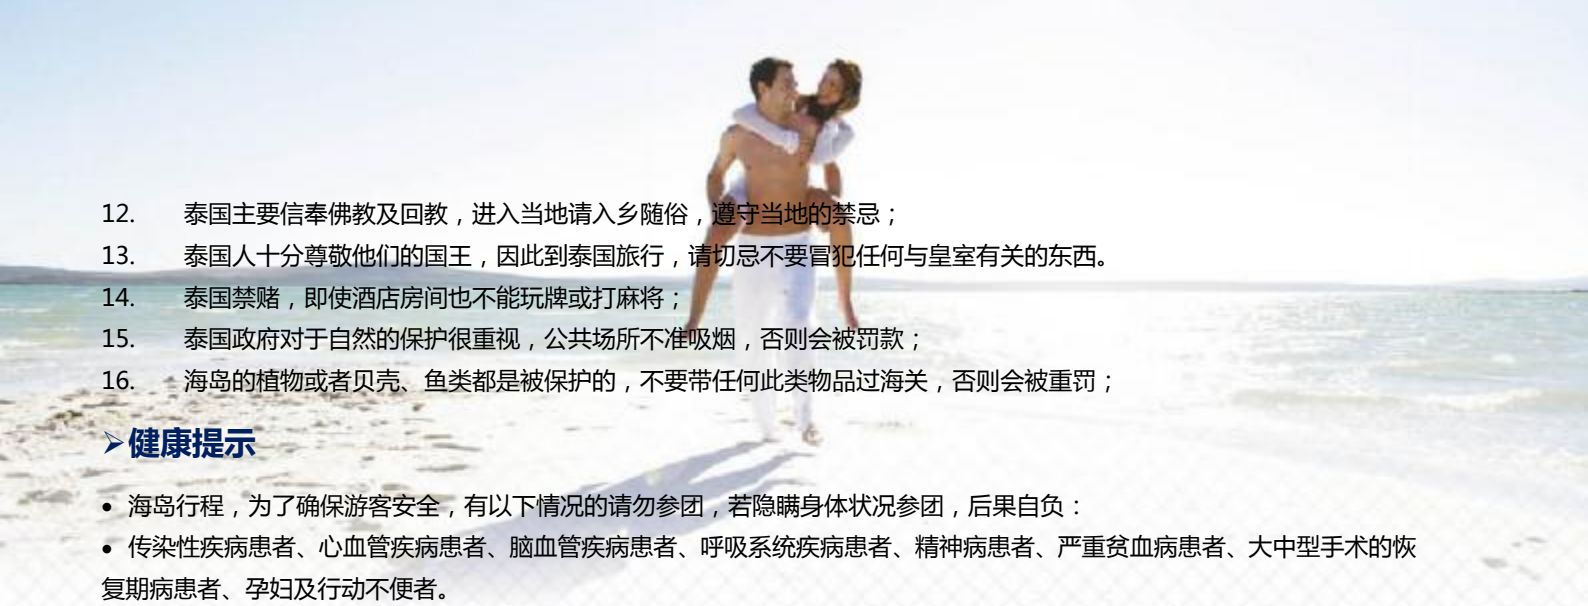 12. 泰国主要信奉佛教及回教，进入当地请入乡随俗，遵守当地的禁忌；
13. 泰国人十分尊敬他们的国王，因此到泰国旅行，请切忌不要冒犯任何与皇室有关的东西。
14. 泰国禁赌，即使酒店房间也不能玩牌或打麻将；
15. 泰国政府对于自然的保护很重视，公共场所不准吸烟，否则会被罚款；
16. 海岛的植物或者贝壳、鱼类都是被保护的，不要带任何此类物品过海关，否则会被重罚；
➢健康提示
• 海岛行程，为了确保游客安全，有以下情况的请勿参团，若隐瞒身体状况参团，后果自负：
• 传染性疾病患者、心血管疾病患者、脑血管疾病患者、呼吸系统疾病患者、精神病患者、严重贫血病患者、大中型手术的恢
复期病患者、孕妇及行动不便者。